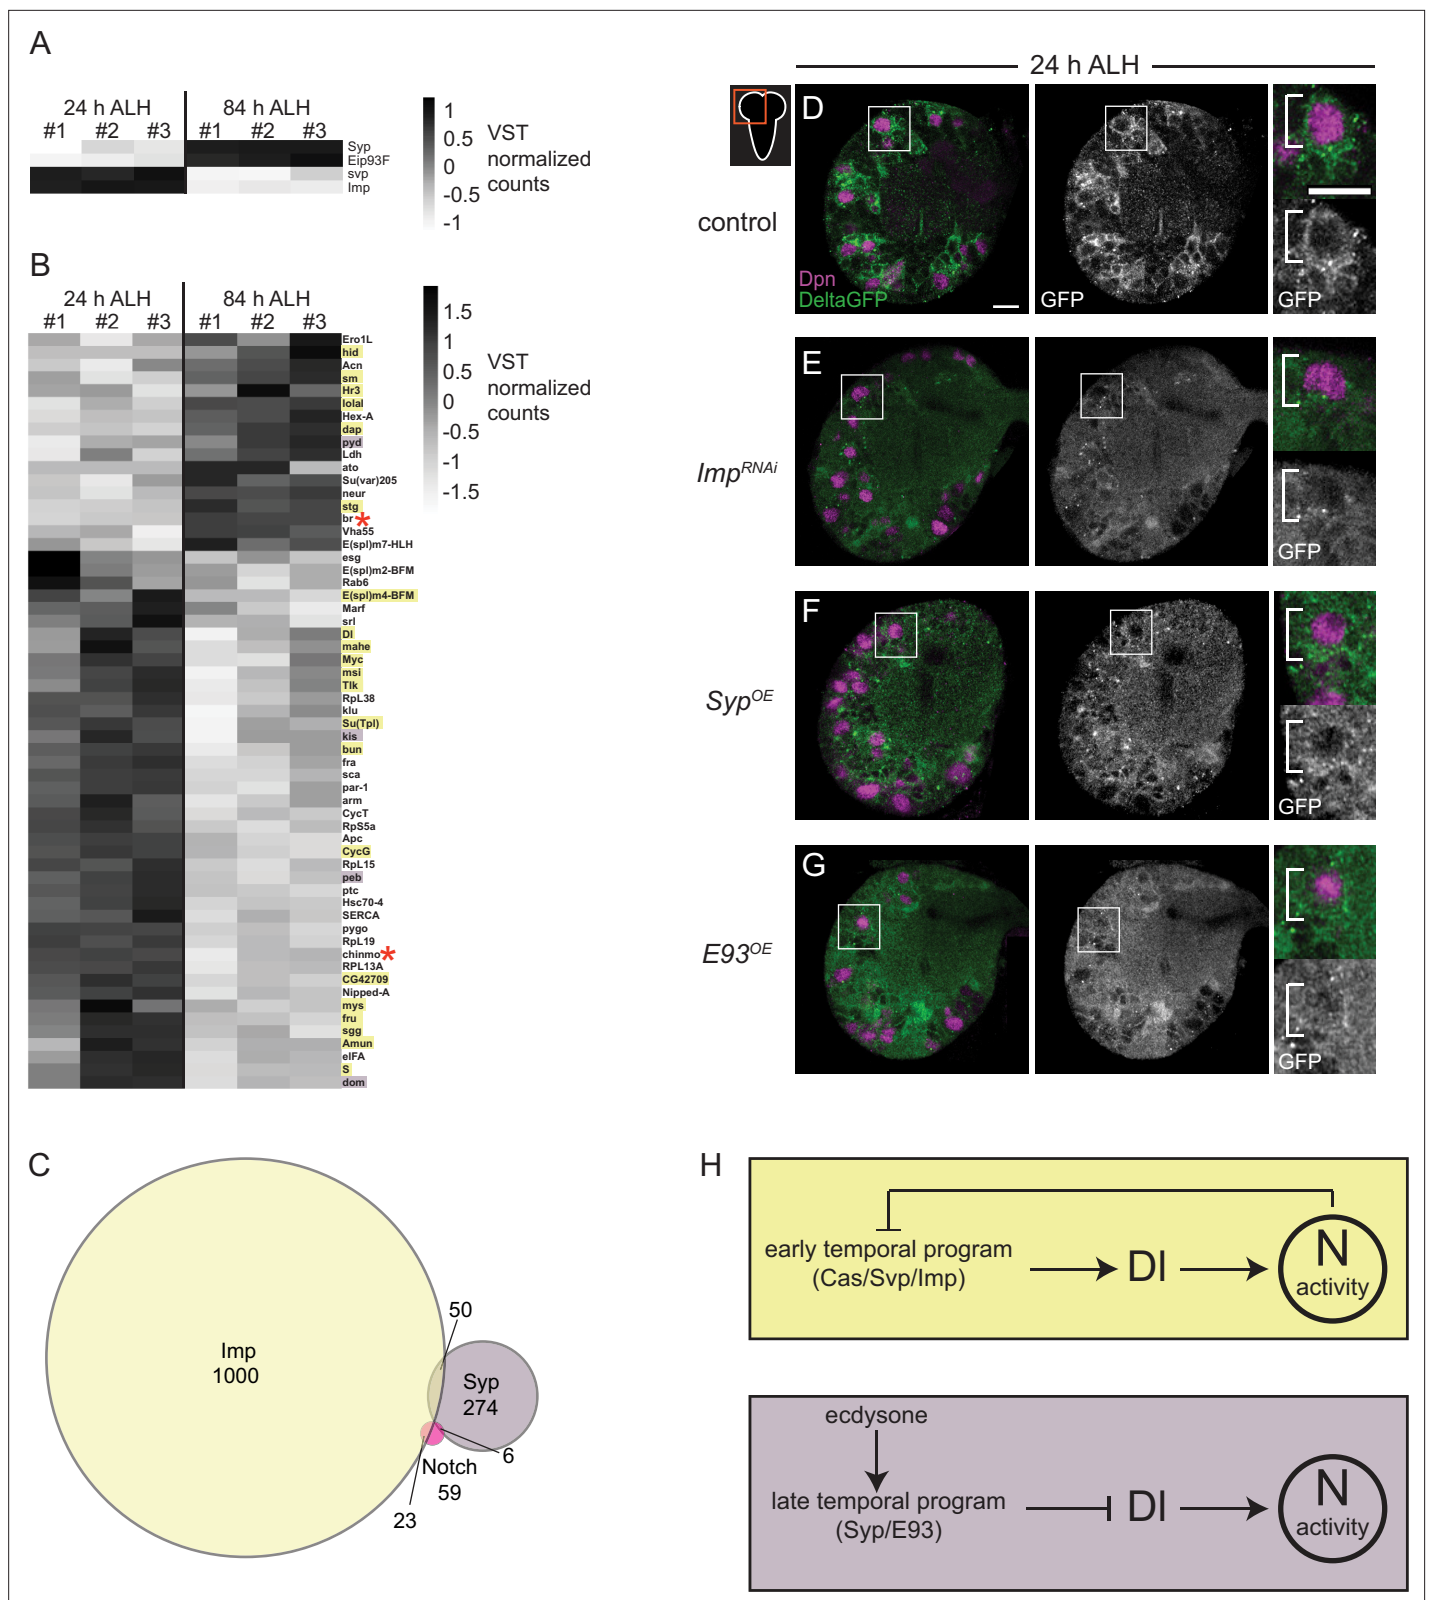 A
24 h ALH
84 h ALH
#1 #2 #3 #1 #2 #3
Syp
Eip93F
svp
Imp
1
0.5
0
-0.5
-1
VST
normalized
counts
B
24 h ALH
84 h ALH
#1 #2 #3 #1 #2 #3
Ero1L
hid
Acn
sm
Hr3
lolal
Hex-A
dap
pyd
Ldh
ato
Su(var)205
neur
stg
br*
Vha55
E(spl)m7-HLH
esg
E(spl)m2-BFM
Rab6
E(spl)m4-BFM
Marf
srl
Dl
mahe
Myc
msi
Tlk
RpL38
klu
Su(Tpl)
kis
bun
fra
sca
par-1
arm
CycT
RpS5a
Apc
CycG
RpL15
peb
ptc
Hsc70-4
SERCA
pygo
RpL19
chinmo*
RPL13A
CG42709
Nipped-A
mys
fru
sgg
Amun
eIFA
S
dom
1.5
1
0.5
0
-0.5
-1
-1.5
VST
normalized
counts
C
Imp
1000
50
Syp
274
6
Notch
59
23
24 h ALH
D
control
Dpn
DeltaGFP
GFP
GFP
E
Imp^RNAi
GFP
F
Syp^OE
GFP
G
E93^OE
GFP
H
early temporal program
(Cas/Svp/Imp)
Dl
N
activity
ecdysone
late temporal program
(Syp/E93)
Dl
N
activity